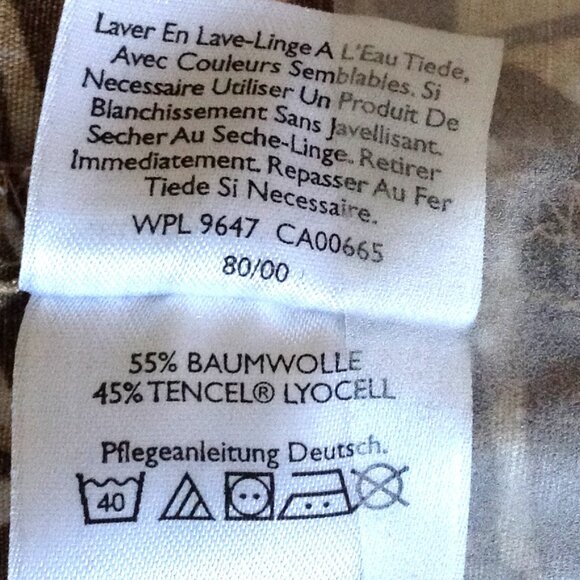 Laver En Lave-Linge A L'Eau Tiede,
Avec Couleurs Semblables. Si
Necessaire Utiliser Un Produit De
Blanchissement Sans Javellisant.
Secher Au Seche-Linge. Retirer
Immediatement. Repasser Au Fer
Tiede Si Necessaire.
WPL 9647 CA00665
80/00
55% BAUMWOLLE
45% TENCEL® LYOCELL
Pflegeanleitung Deutsch.
40